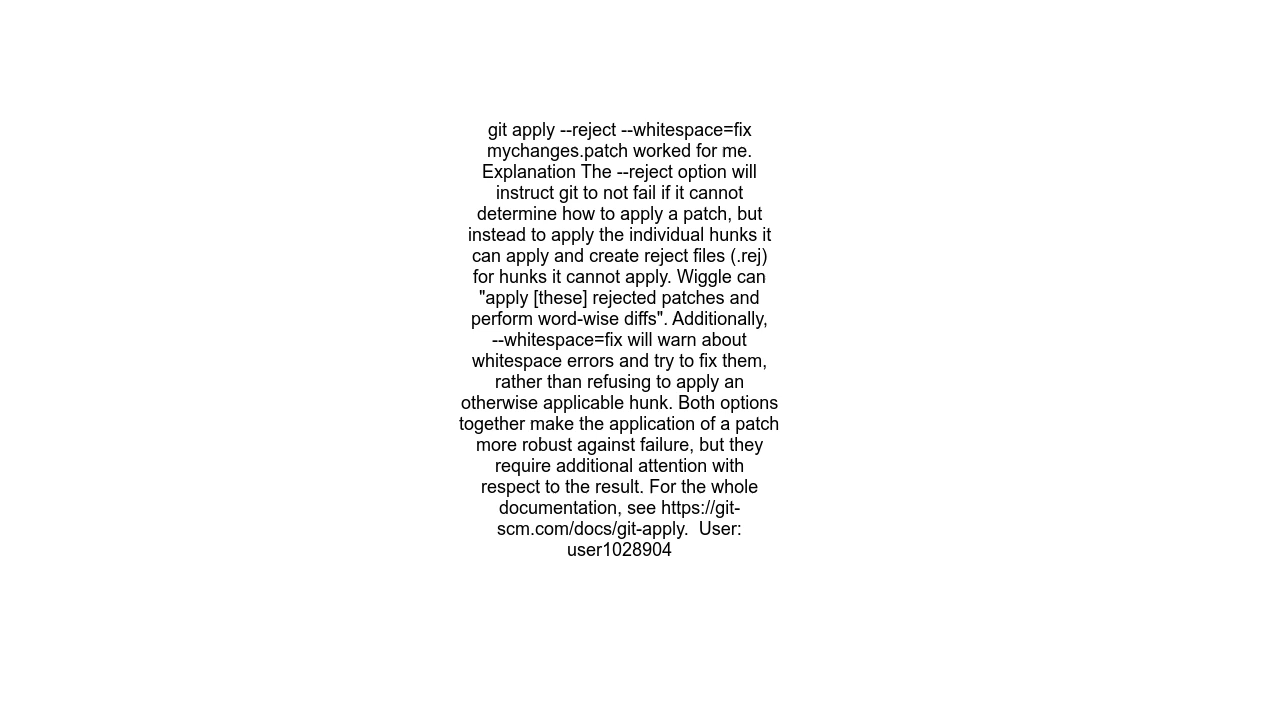 git apply --reject --whitespace=fix
mychanges.patch worked for me.
Explanation The --reject option will
instruct git to not fail if it cannot
determine how to apply a patch, but
instead to apply the individual hunks it
can apply and create reject files (.rej)
for hunks it cannot apply. Wiggle can
"apply [these] rejected patches and
perform word-wise diffs". Additionally,
--whitespace=fix will warn about
whitespace errors and try to fix them,
rather than refusing to apply an
otherwise applicable hunk. Both options
together make the application of a patch
more robust against failure, but they
require additional attention with
respect to the result. For the whole
documentation, see https://git-
scm.com/docs/git-apply.  User:
user1028904